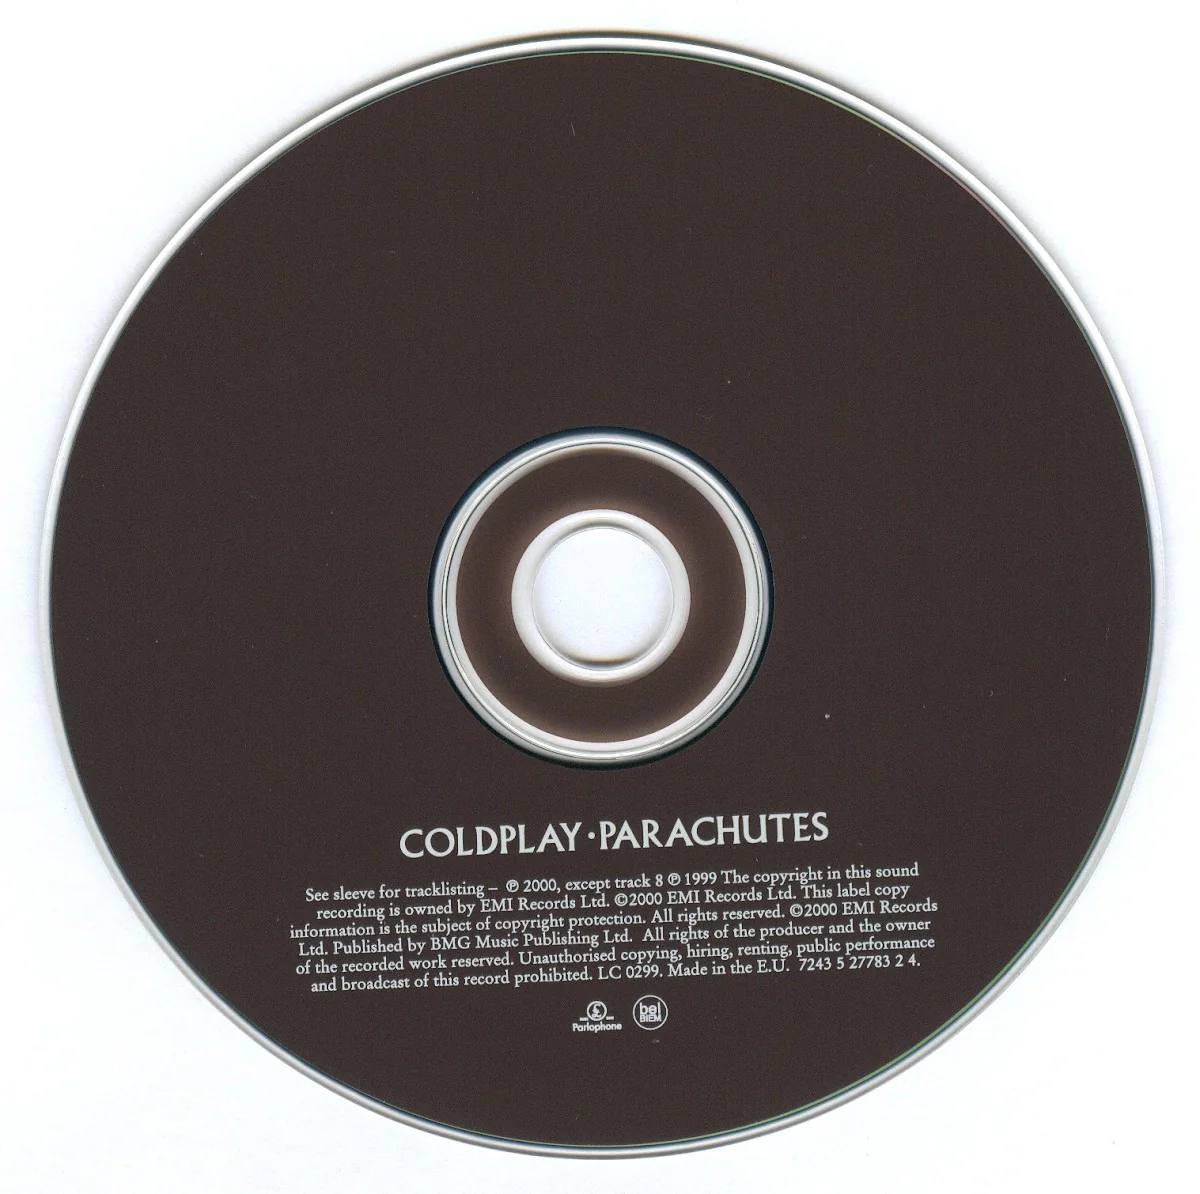 COLDPLAY·PARACHUTES
See sleeve for tracklisting – ℗ 2000, except track 8 ℗ 1999 The copyright in this sound
recording is owned by EMI Records Ltd. ©2000 EMI Records Ltd. This label copy
information is the subject of copyright protection. All rights reserved. ©2000 EMI Records
Ltd. Published by BMG Music Publishing Ltd. All rights of the producer and the owner
of the recorded work reserved. Unauthorised copying, hiring, renting, public performance
and broadcast of this record prohibited. LC 0299. Made in the E.U. 7243 5 27783 2 4.
£
Parlophone
bel
BIEM